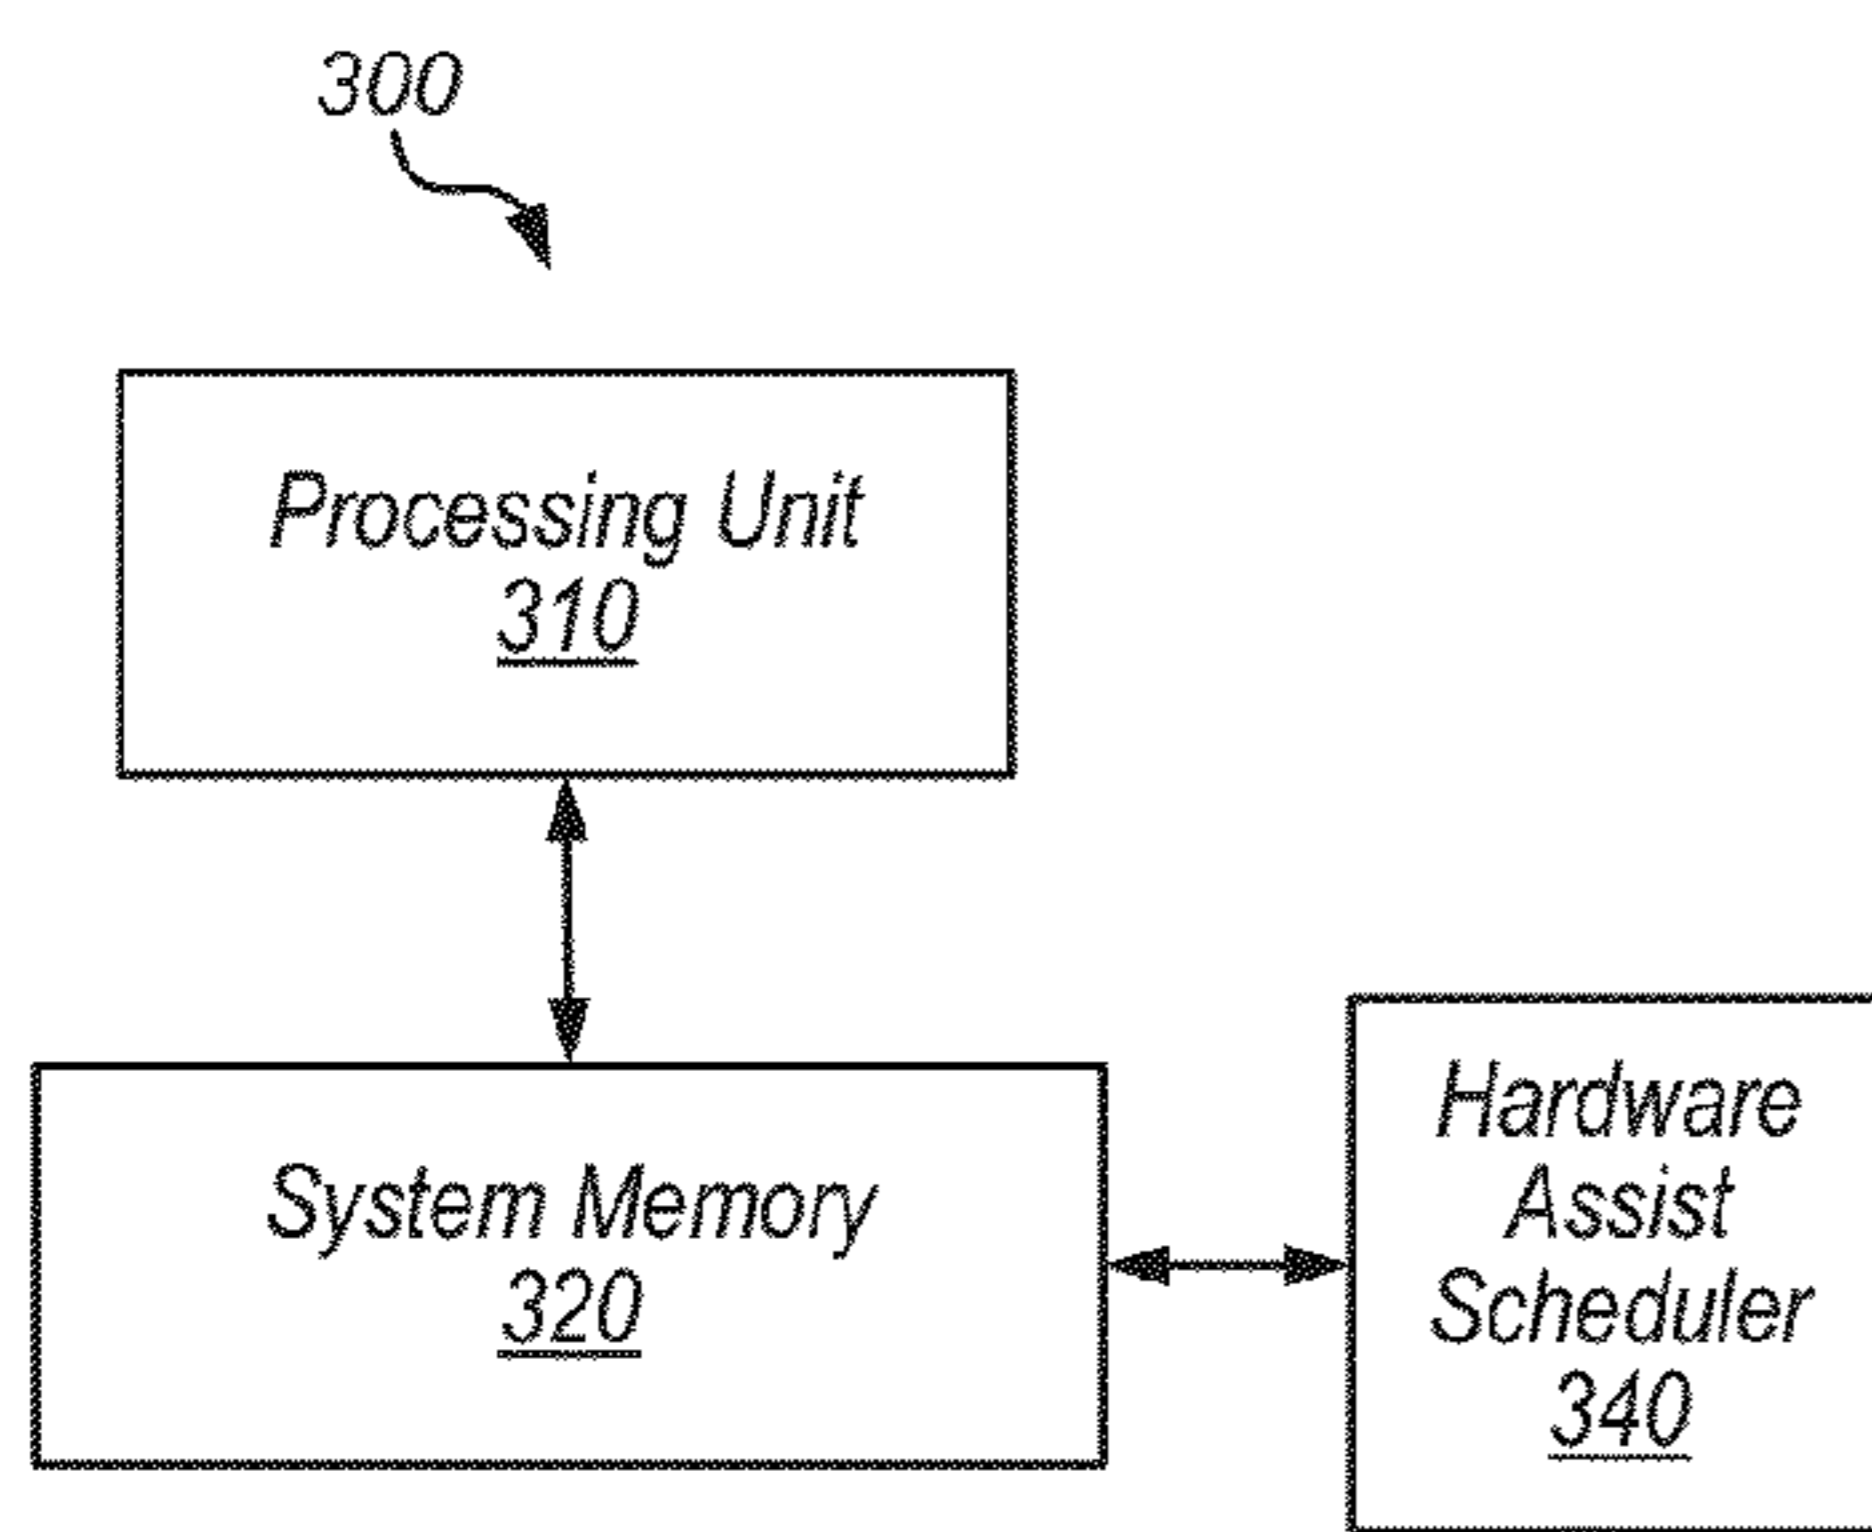 300
Processing Unit
310
System Memory
320
Hardware
Assist
Scheduler
340